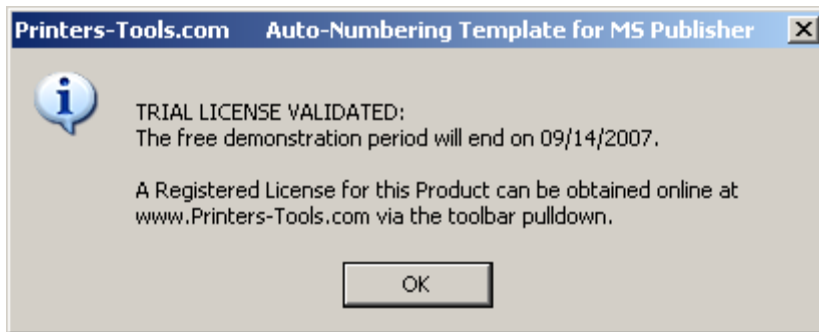 Printers-Tools.com Auto-Numbering Template for MS Publisher
TRIAL LICENSE VALIDATED:
The free demonstration period will end on 09/14/2007.
A Registered License for this Product can be obtained online at
www.Printers-Tools.com via the toolbar pulldown.
OK